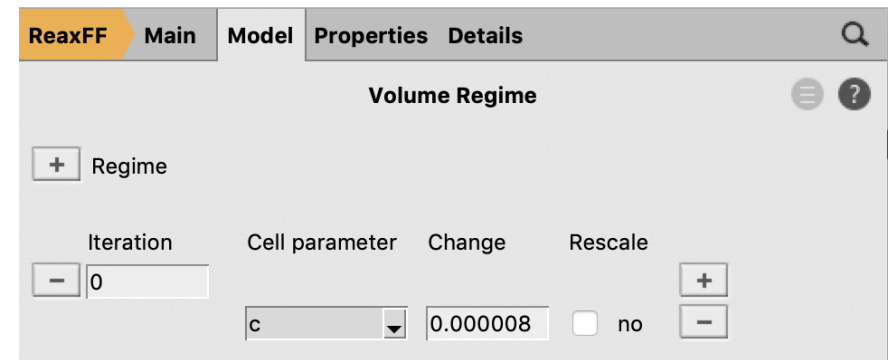 ReaxFF Main Model Properties Details
Volume Regime
?
+ Regime
Iteration Cell parameter Change Rescale
− 0 +
c 0.000008 no −